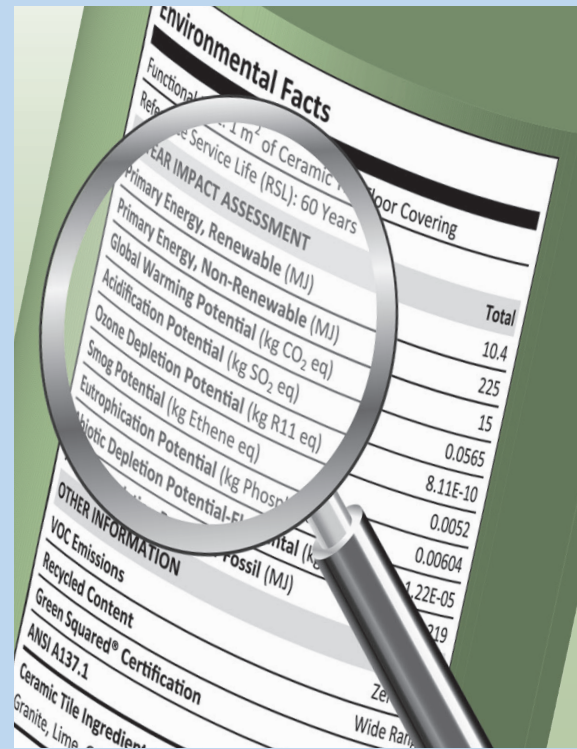 Environmental Facts
Functional 1 m² of Ceramic Floor Covering
Service Life (RSL): 60 Years
YEAR IMPACT ASSESSMENT Total
Primary Energy, Renewable (MJ) 10.4
Primary Energy, Non-Renewable (MJ) 225
Global Warming Potential (kg CO₂ eq) 15
Acidification Potential (kg SO₂ eq) 0.0565
Ozone Depletion Potential (kg R11 eq) 8.11E-10
Smog Potential (kg Ethene eq) 0.0052
Eutrophication Potential (kg 0.00604
Depletion Potential- 1.22E-05
Fossil (MJ) 219
OTHER INFORMATION
VOC Emissions
Recycled Content Wide
Green Squared® Certification
ANSI A137.1
Ceramic Tile
Granite, Lime,